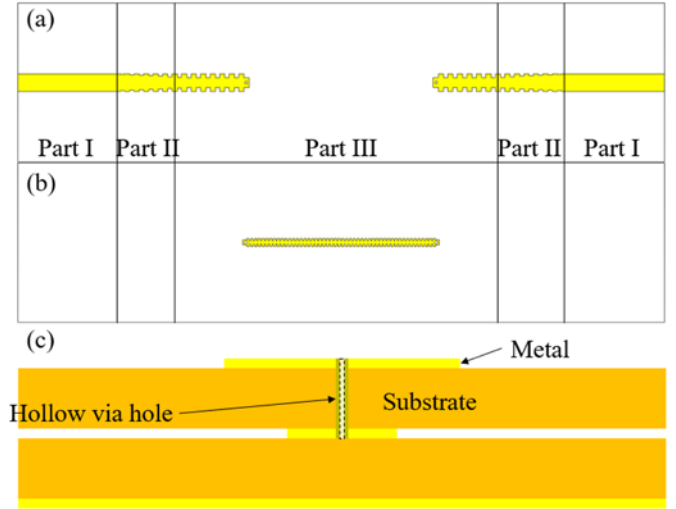 (a)
Part I Part II Part III Part II Part I
(b)
(c)
Metal
Hollow via hole
Substrate